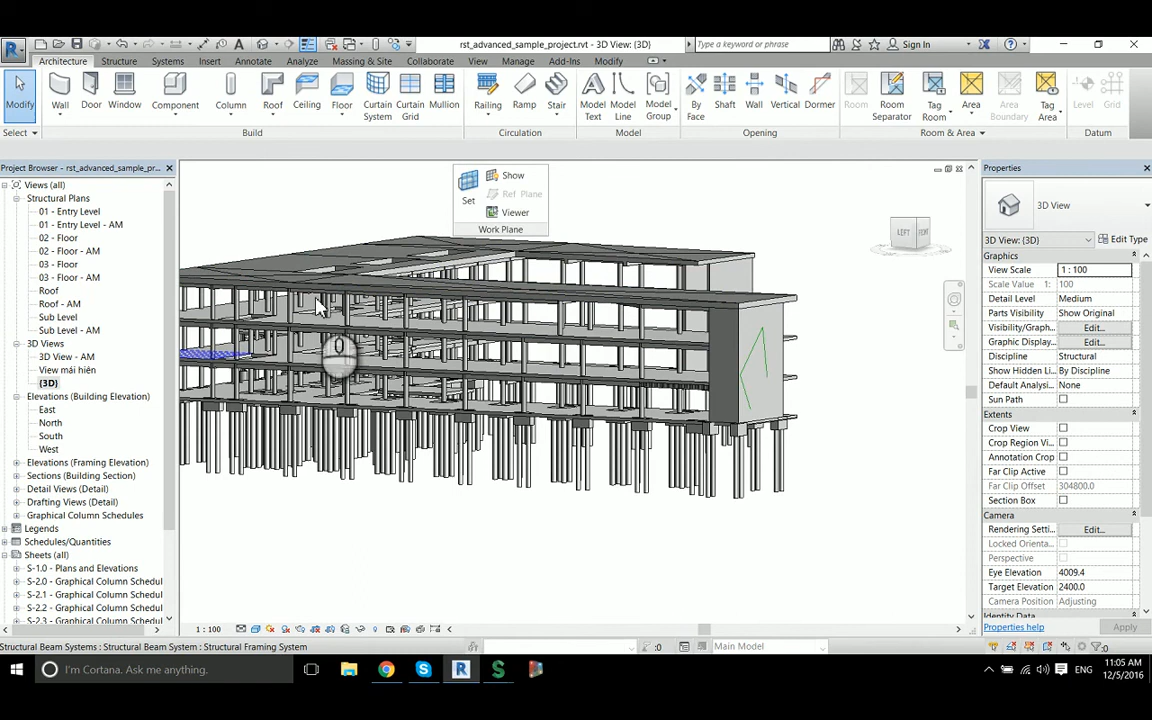 rst_advanced_sample_project.rvt - 3D View: {3D}
Type a keyword or phrase
Sign In
Architecture Structure Systems Insert Annotate Analyze Massing & Site Collaborate View Manage Add-Ins Modify
Modify Wall Door Window Component Column Roof Ceiling Floor Curtain System Curtain Grid Mullion Railing Ramp Stair Model Text Model Line Model Group By Face Shaft Wall Vertical Dormer Room Room Separator Tag Room Area Area Boundary Tag Area Level Grid
Select Build Circulation Model Opening Room & Area Datum
Project Browser - rst_advanced_sample_pr...
Views (all)
Structural Plans
01 - Entry Level
01 - Entry Level - AM
02 - Floor
02 - Floor - AM
03 - Floor
03 - Floor - AM
Roof
Roof - AM
Sub Level
Sub Level - AM
3D Views
3D View - AM
View mái hiên
{3D}
Elevations (Building Elevation)
East
North
South
West
Elevations (Framing Elevation)
Sections (Building Section)
Detail Views (Detail)
Drafting Views (Detail)
Graphical Column Schedules
Legends
Schedules/Quantities
Sheets (all)
S-1.0 - Plans and Elevations
S-2.0 - Graphical Column Schedul
S-2.1 - Graphical Column Schedul
S-2.2 - Graphical Column Schedul
S-2.3 - Graphical Column Schedul
Set
Show
Ref Plane
Viewer
Work Plane
LEFT
Properties
3D View
3D View: {3D}
Edit Type
Graphics
View Scale 1 : 100
Scale Value 1: 100
Detail Level Medium
Parts Visibility Show Original
Visibility/Graph... Edit...
Graphic Display... Edit...
Discipline Structural
Show Hidden Li... By Discipline
Default Analysi... None
Sun Path
Extents
Crop View
Crop Region Vi...
Annotation Crop
Far Clip Active
Far Clip Offset 304800.0
Section Box
Camera
Rendering Setti... Edit...
Locked Orienta...
Perspective
Eye Elevation 4009.4
Target Elevation 2400.0
Camera Position Adjusting
Identity Data
Properties help
Apply
1 : 100
Structural Beam Systems : Structural Beam System : Structural Framing System
:0
Main Model
:0
I'm Cortana. Ask me anything.
ENG
11:05 AM
12/5/2016